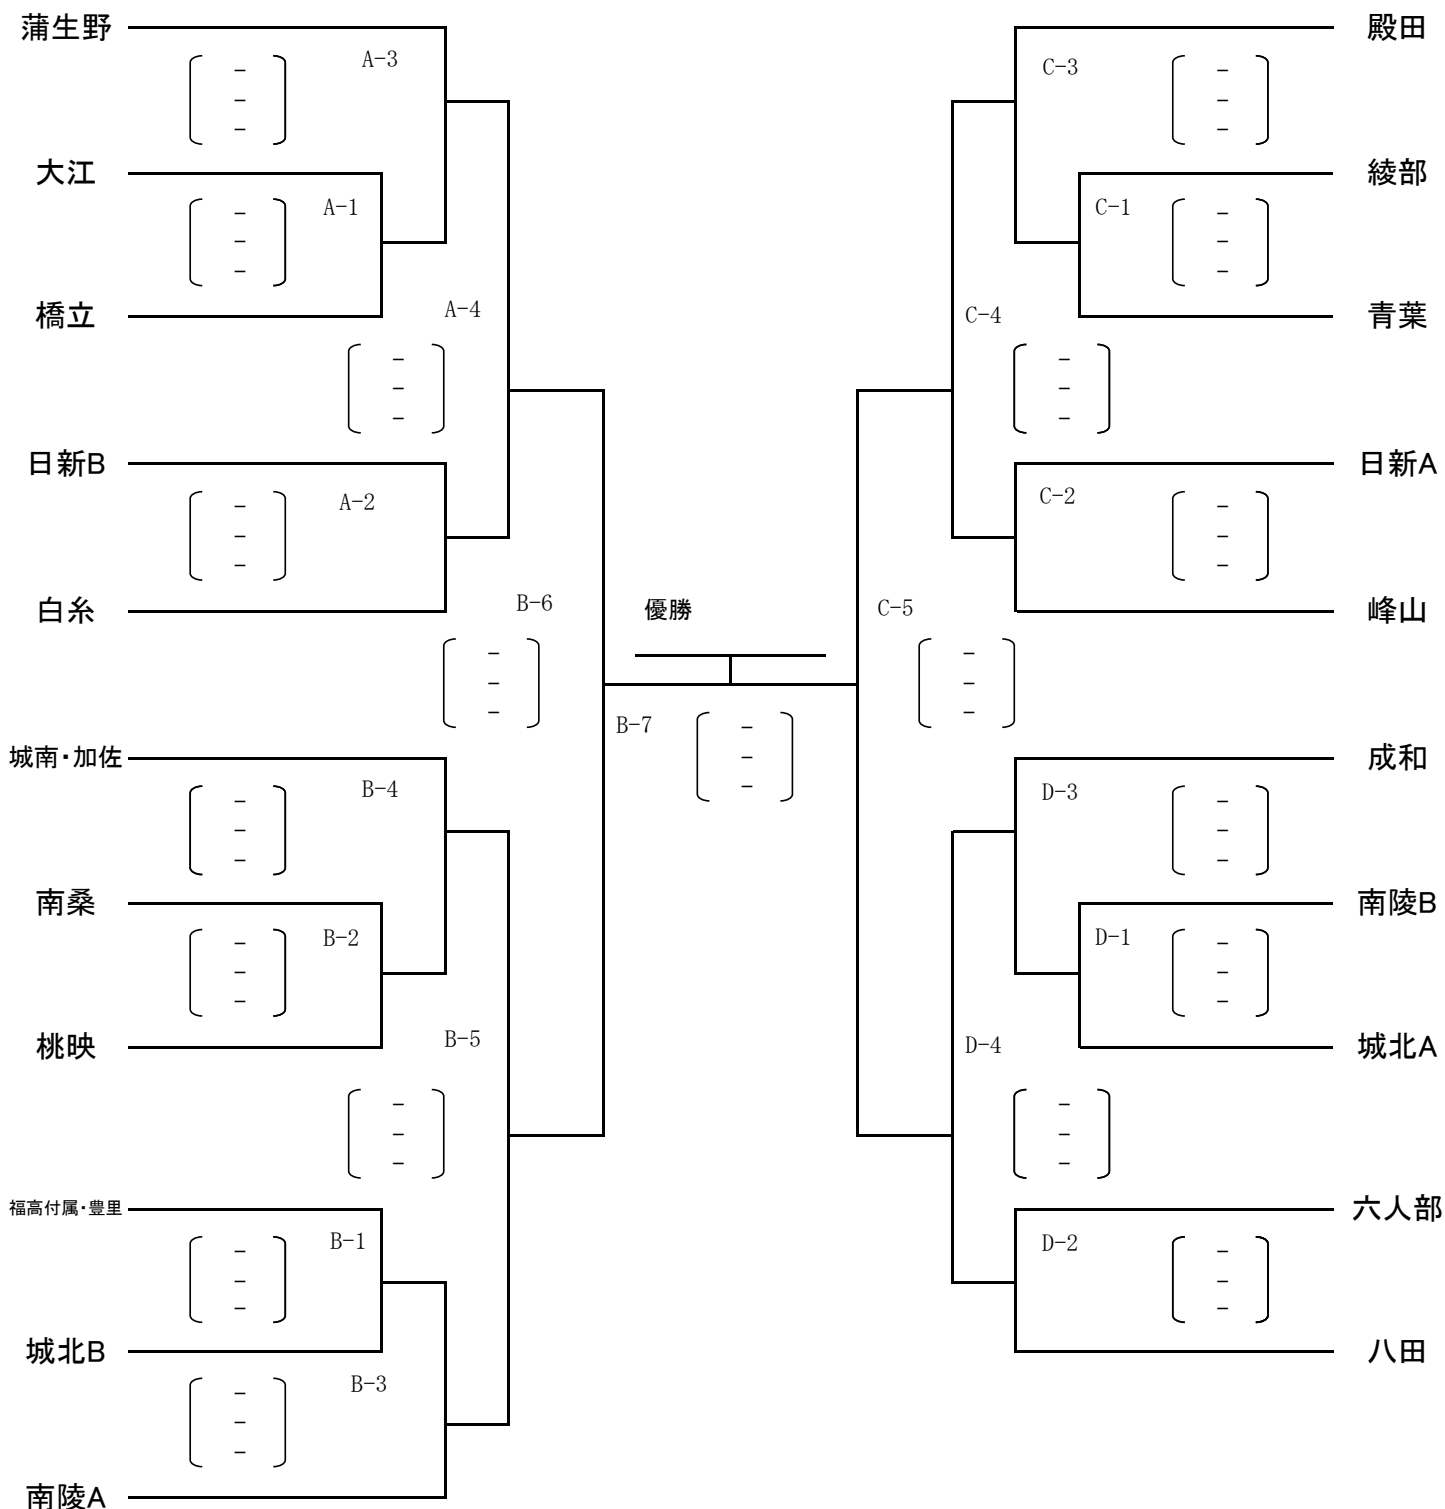 蒲生野
A-3
-
-
-
大江
A-1
-
-
-
橋立
A-4
-
-
-
日新B
A-2
-
-
-
白糸
B-6
-
-
-
城南・加佐
B-4
-
-
-
南桑
B-2
-
-
-
桃映
B-5
-
-
-
福高付属・豊里
B-1
-
-
-
城北B
B-3
-
-
-
南陵A
優勝
B-7
-
-
-
殿田
C-3
-
-
-
綾部
C-1
-
-
-
青葉
C-4
-
-
-
日新A
C-2
-
-
-
峰山
C-5
-
-
-
成和
D-3
-
-
-
南陵B
D-1
-
-
-
城北A
D-4
-
-
-
六人部
D-2
-
-
-
八田